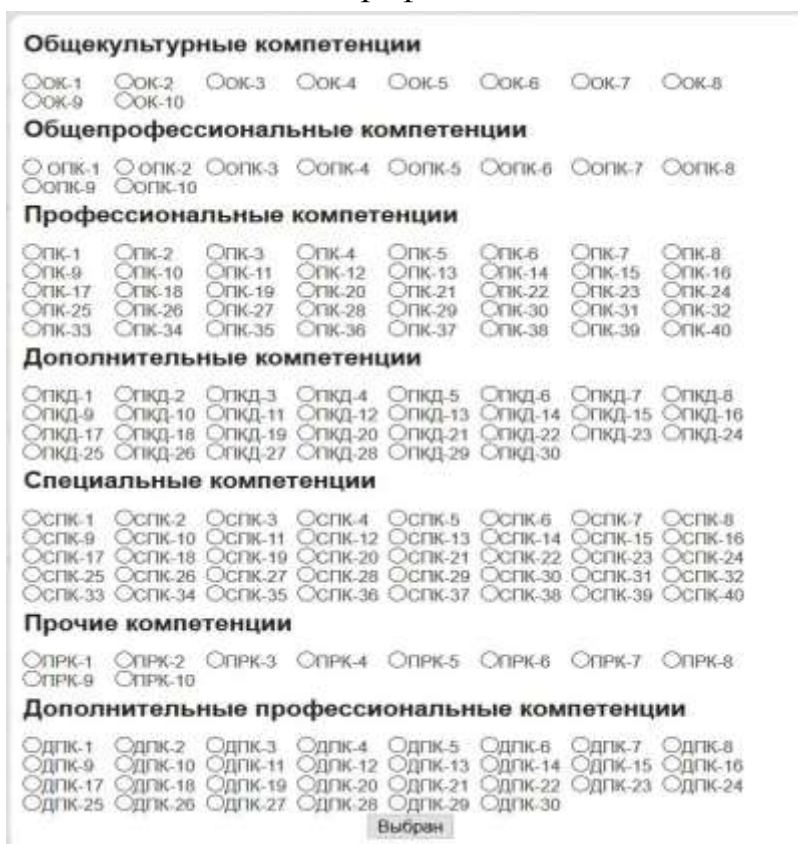 Общекультурные компетенции
ОК-1 ОК-2 ОК-3 ОК-4 ОК-5 ОК-6 ОК-7 ОК-8
ОК-9 ОК-10
Общепрофессиональные компетенции
ОПК-1 ОПК-2 ОПК-3 ОПК-4 ОПК-5 ОПК-6 ОПК-7 ОПК-8
ОПК-9 ОПК-10
Профессиональные компетенции
ПК-1 ПК-2 ПК-3 ПК-4 ПК-5 ПК-6 ПК-7 ПК-8
ПК-9 ПК-10 ПК-11 ПК-12 ПК-13 ПК-14 ПК-15 ПК-16
ПК-17 ПК-18 ПК-19 ПК-20 ПК-21 ПК-22 ПК-23 ПК-24
ПК-25 ПК-26 ПК-27 ПК-28 ПК-29 ПК-30 ПК-31 ПК-32
ПК-33 ПК-34 ПК-35 ПК-36 ПК-37 ПК-38 ПК-39 ПК-40
Дополнительные компетенции
ПКД-1 ПКД-2 ПКД-3 ПКД-4 ПКД-5 ПКД-6 ПКД-7 ПКД-8
ПКД-9 ПКД-10 ПКД-11 ПКД-12 ПКД-13 ПКД-14 ПКД-15 ПКД-16
ПКД-17 ПКД-18 ПКД-19 ПКД-20 ПКД-21 ПКД-22 ПКД-23 ПКД-24
ПКД-25 ПКД-26 ПКД-27 ПКД-28 ПКД-29 ПКД-30
Специальные компетенции
СПК-1 СПК-2 СПК-3 СПК-4 СПК-5 СПК-6 СПК-7 СПК-8
СПК-9 СПК-10 СПК-11 СПК-12 СПК-13 СПК-14 СПК-15 СПК-16
СПК-17 СПК-18 СПК-19 СПК-20 СПК-21 СПК-22 СПК-23 СПК-24
СПК-25 СПК-26 СПК-27 СПК-28 СПК-29 СПК-30 СПК-31 СПК-32
СПК-33 СПК-34 СПК-35 СПК-36 СПК-37 СПК-38 СПК-39 СПК-40
Прочие компетенции
ПРК-1 ПРК-2 ПРК-3 ПРК-4 ПРК-5 ПРК-6 ПРК-7 ПРК-8
ПРК-9 ПРК-10
Дополнительные профессиональные компетенции
ДПК-1 ДПК-2 ДПК-3 ДПК-4 ДПК-5 ДПК-6 ДПК-7 ДПК-8
ДПК-9 ДПК-10 ДПК-11 ДПК-12 ДПК-13 ДПК-14 ДПК-15 ДПК-16
ДПК-17 ДПК-18 ДПК-19 ДПК-20 ДПК-21 ДПК-22 ДПК-23 ДПК-24
ДПК-25 ДПК-26 ДПК-27 ДПК-28 ДПК-29 ДПК-30
Выбран